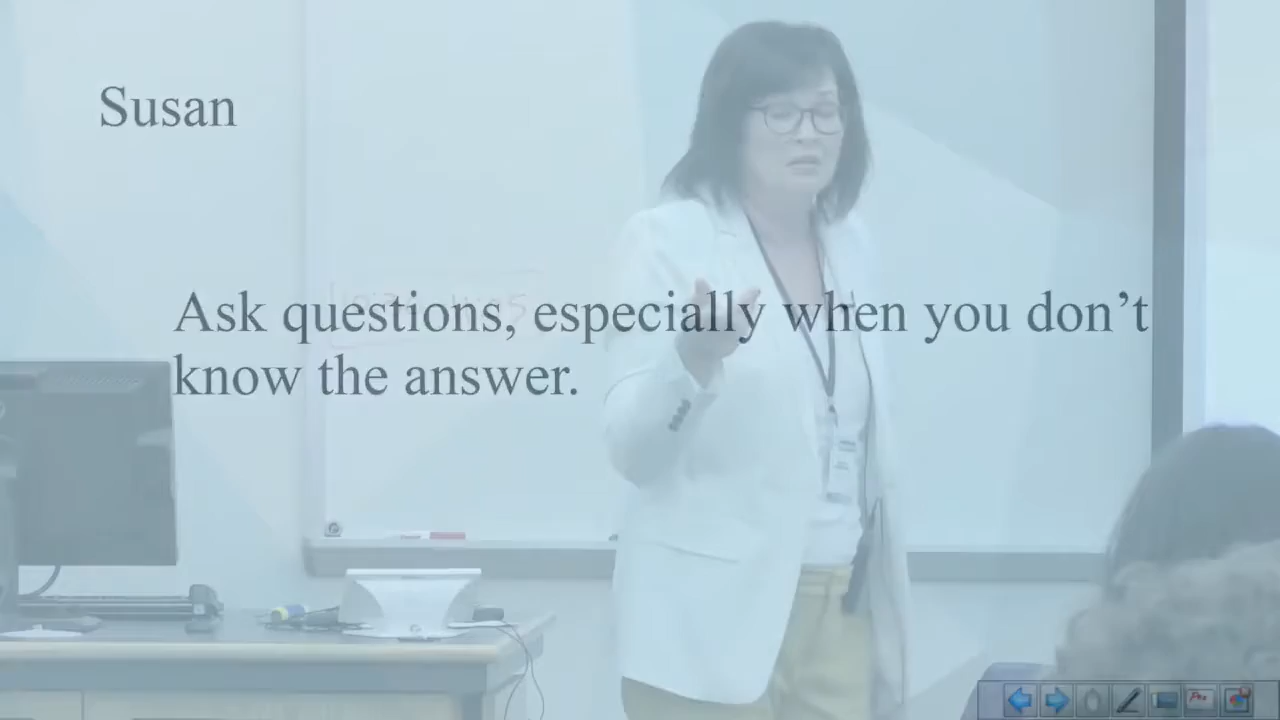 Susan
Ask questions, especially when you don’t
know the answer.